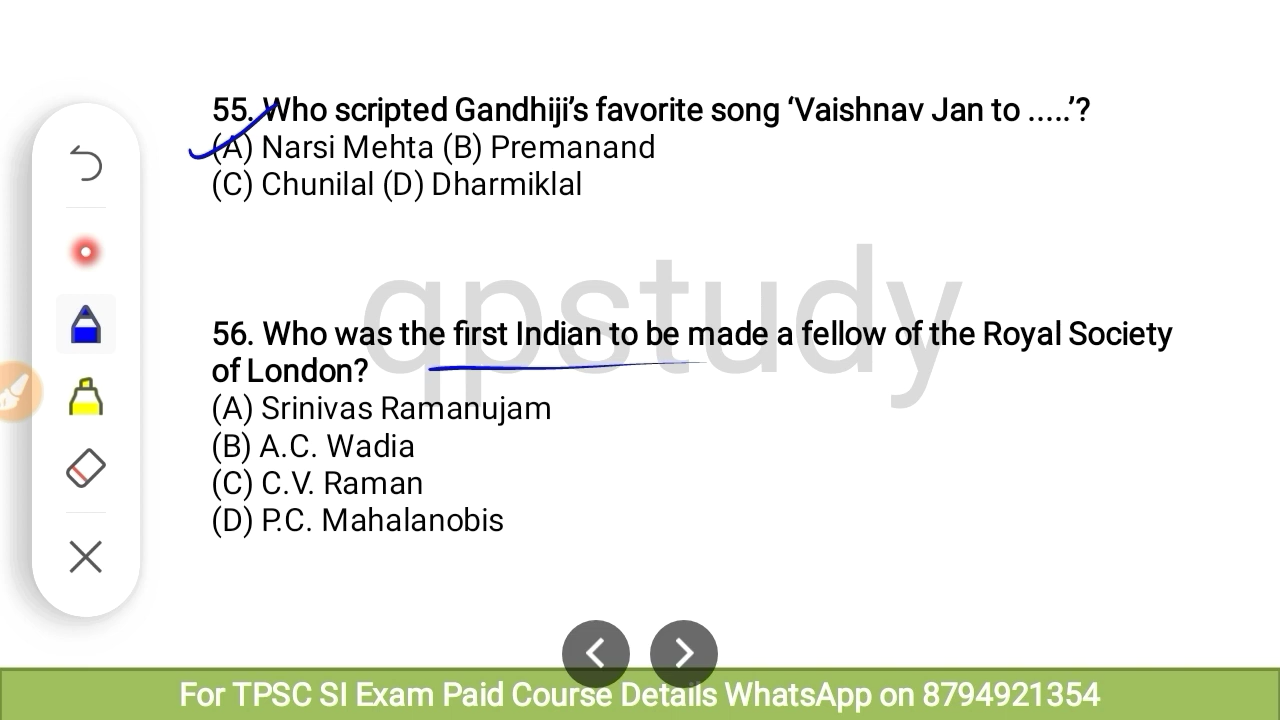 55. Who scripted Gandhiji’s favorite song ‘Vaishnav Jan to .....’?
(A) Narsi Mehta (B) Premanand
(C) Chunilal (D) Dharmiklal
qpstudy
56. Who was the first Indian to be made a fellow of the Royal Society
of London?
(A) Srinivas Ramanujam
(B) A.C. Wadia
(C) C.V. Raman
(D) P.C. Mahalanobis
For TPSC SI Exam Paid Course Details WhatsApp on 8794921354